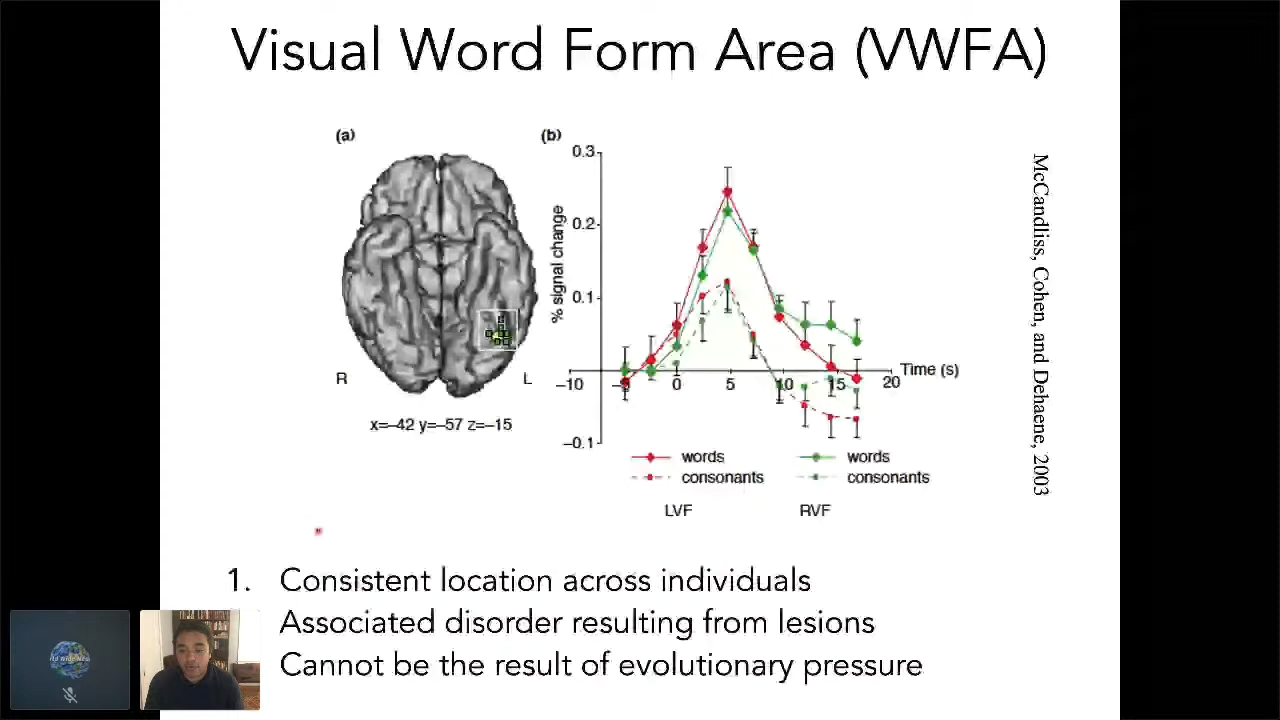 Visual Word Form Area (VWFA)
(a)
(b)
0.3
0.2
0.1
-0.1
% signal change
-10
0
5
10
15
20
Time (s)
R
L
x=-42 y=-57 z=-15
words
words
consonants
consonants
LVF
RVF
McCandliss, Cohen, and Dehaene, 2003
1. Consistent location across individuals
Associated disorder resulting from lesions
Cannot be the result of evolutionary pressure